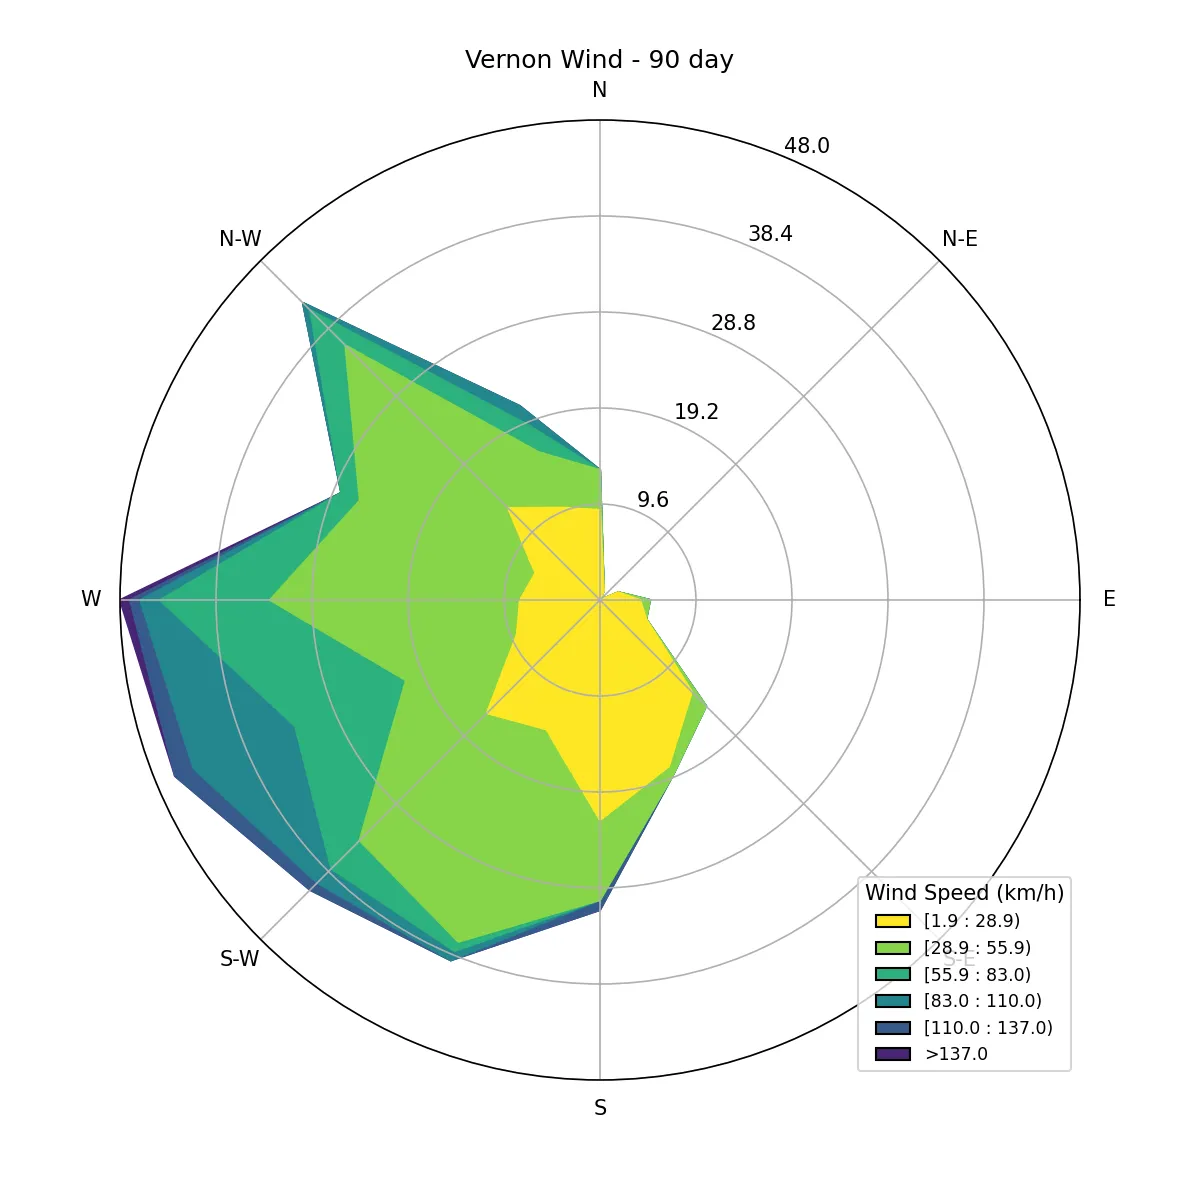 Vernon Wind - 90 day
N
48.0
38.4
N-W
N-E
28.8
19.2
9.6
W
E
Wind Speed (km/h)
[1.9 : 28.9)
[28.9 : 55.9)
S-W
S-E
[55.9 : 83.0)
[83.0 : 110.0)
[110.0 : 137.0)
>137.0
S